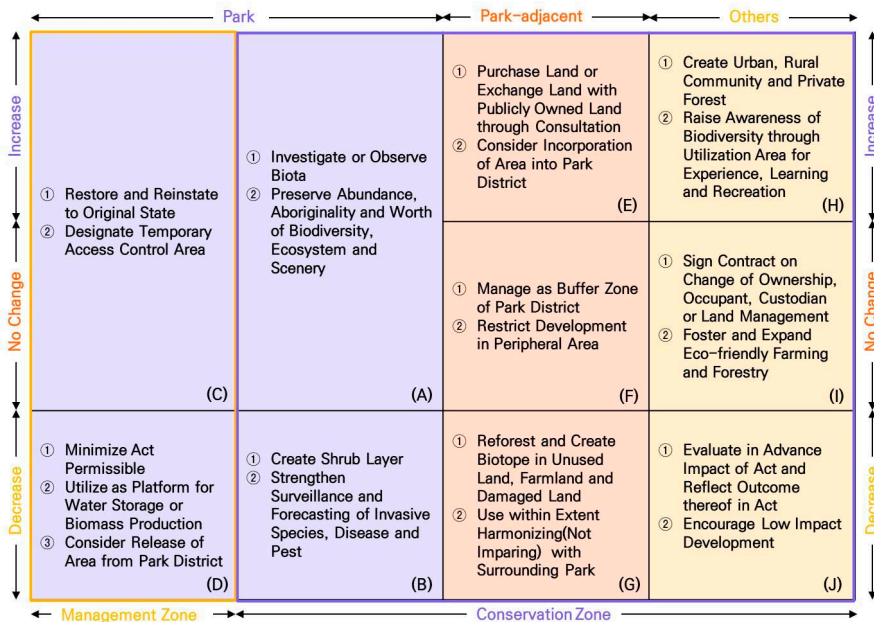 Park
Park-adjacent
Others
Increase
No Change
Decrease
① Restore and Reinstate
to Original State
② Designate Temporary
Access Control Area
(C)
① Investigate or Observe
Biota
② Preserve Abundance,
Aboriginality and Worth
of Biodiversity,
Ecosystem and
Scenery
(A)
① Purchase Land or
Exchange Land with
Publicly Owned Land
through Consultation
② Consider Incorporation
of Area into Park
District
(E)
① Create Urban, Rural
Community and Private
Forest
② Raise Awareness of
Biodiversity through
Utilization Area for
Experience, Learning
and Recreation
(H)
① Manage as Buffer Zone
of Park District
② Restrict Development
in Peripheral Area
(F)
① Sign Contract on
Change of Ownership,
Occupant, Custodian
or Land Management
② Foster and Expand
Eco-friendly Farming
and Forestry
(I)
① Minimize Act
Permissible
② Utilize as Platform for
Water Storage or
Biomass Production
③ Consider Release of
Area from Park District
(D)
① Create Shrub Layer
② Strengthen
Surveillance and
Forecasting of Invasive
Species, Disease and
Pest
(B)
① Reforest and Create
Biotope in Unused
Land, Farmland and
Damaged Land
② Use within Extent
Harmonizing(Not
Imparing) with
Surrounding Park
(G)
① Evaluate in Advance
Impact of Act and
Reflect Outcome
thereof in Act
② Encourage Low Impact
Development
(J)
Increase
No Change
Decrease
Management Zone
Conservation Zone